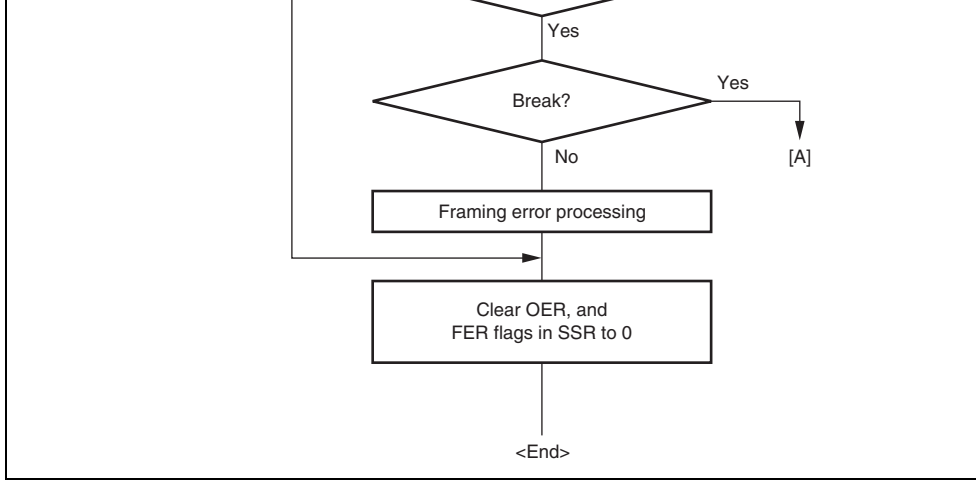 Yes
Break?
Yes
No
[A]
Framing error processing
Clear OER, and
FER flags in SSR to 0
<End>